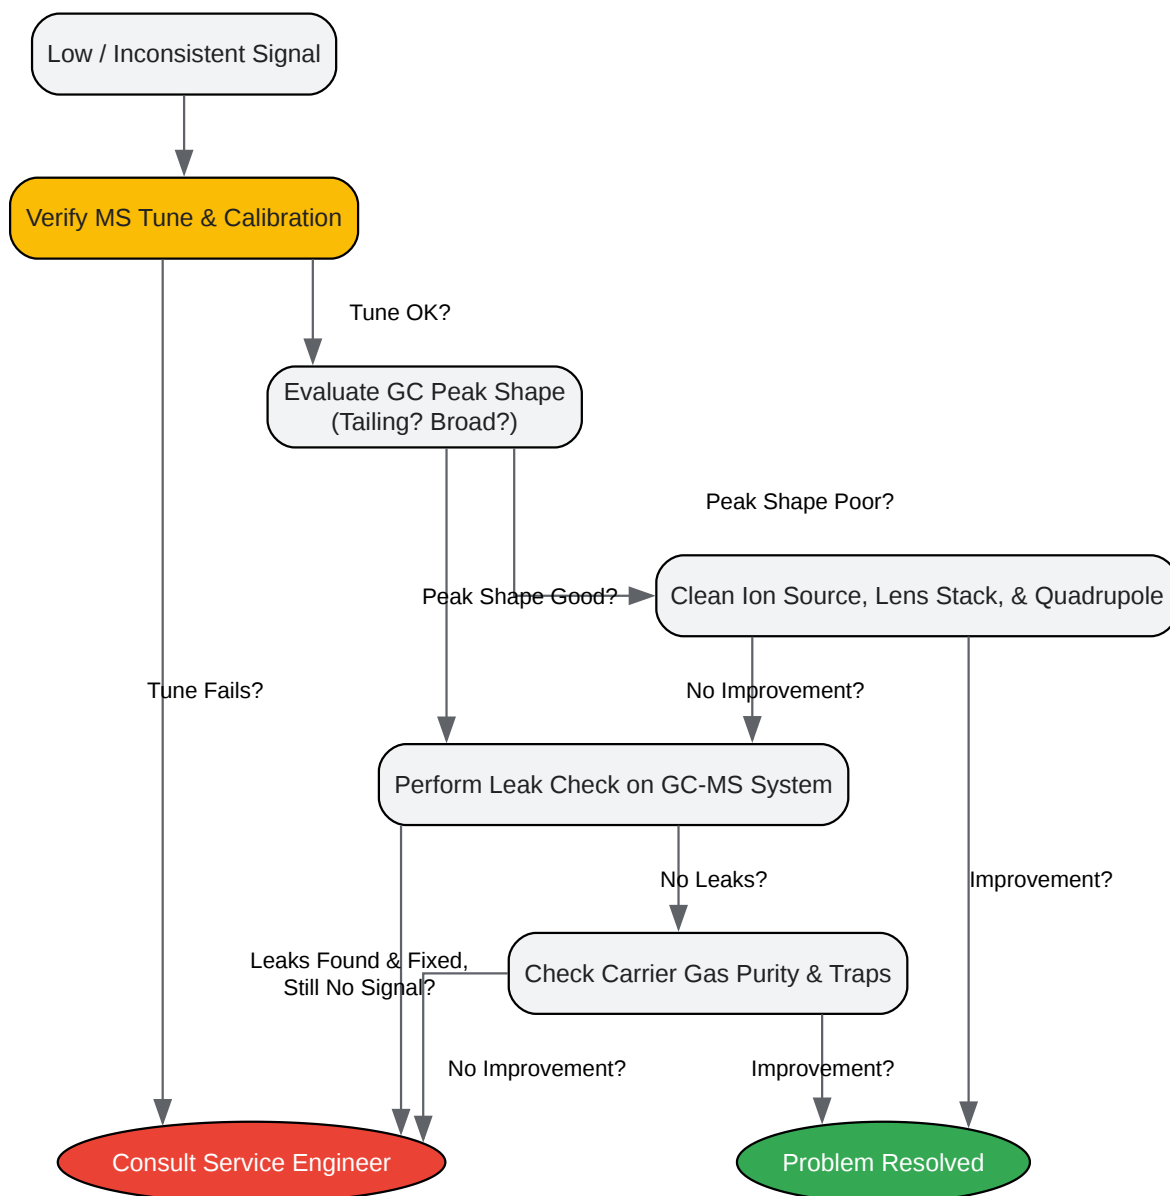 Low / Inconsistent Signal
Verify MS Tune & Calibration
Tune OK?
Evaluate GC Peak Shape
(Tailing? Broad?)
Peak Shape Poor?
Peak Shape Good?
Clean Ion Source, Lens Stack, & Quadrupole
Tune Fails?
No Improvement?
Perform Leak Check on GC-MS System
No Leaks?
Improvement?
Leaks Found & Fixed,
Still No Signal?
Check Carrier Gas Purity & Traps
No Improvement?
Improvement?
Consult Service Engineer
Problem Resolved